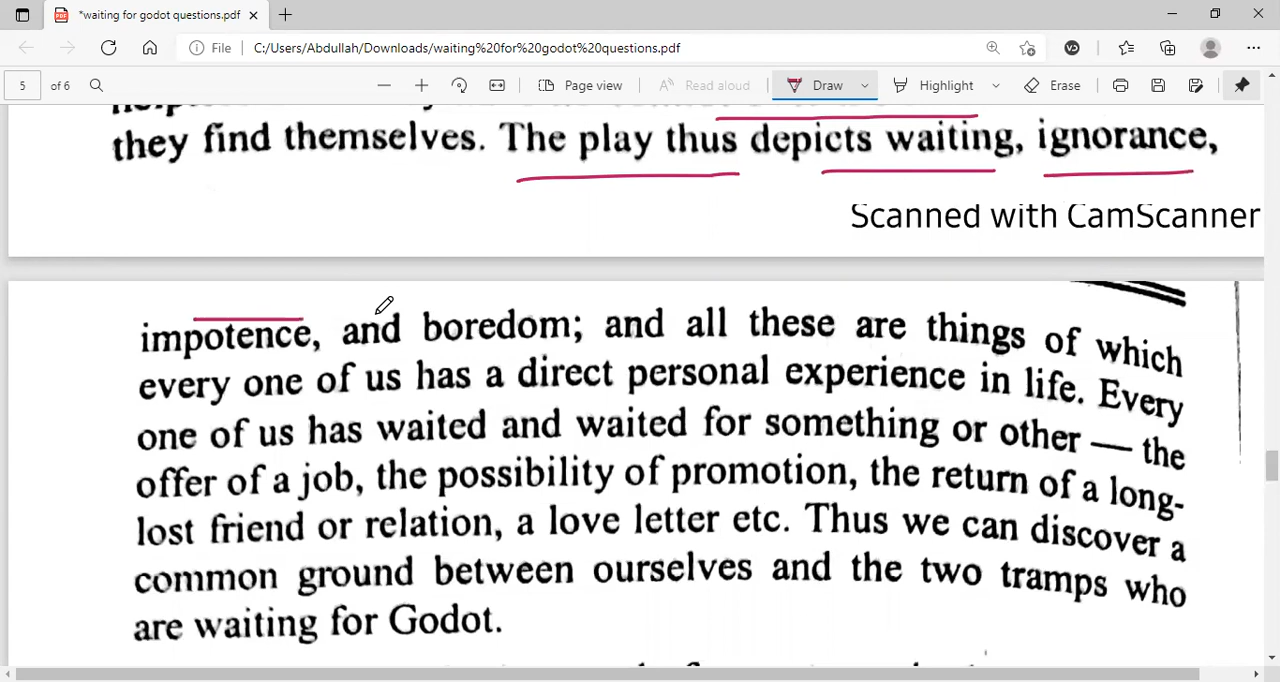 *waiting for godot questions.pdf
File C:/Users/Abdullah/Downloads/waiting%20for%20godot%20questions.pdf
5 of 6 Page view Read aloud Draw Highlight Erase
they find themselves. The play thus depicts waiting, ignorance,
Scanned with CamScanner
impotence, and boredom; and all these are things of which
every one of us has a direct personal experience in life. Every
one of us has waited and waited for something or other — the
offer of a job, the possibility of promotion, the return of a long-
lost friend or relation, a love letter etc. Thus we can discover a
common ground between ourselves and the two tramps who
are waiting for Godot.